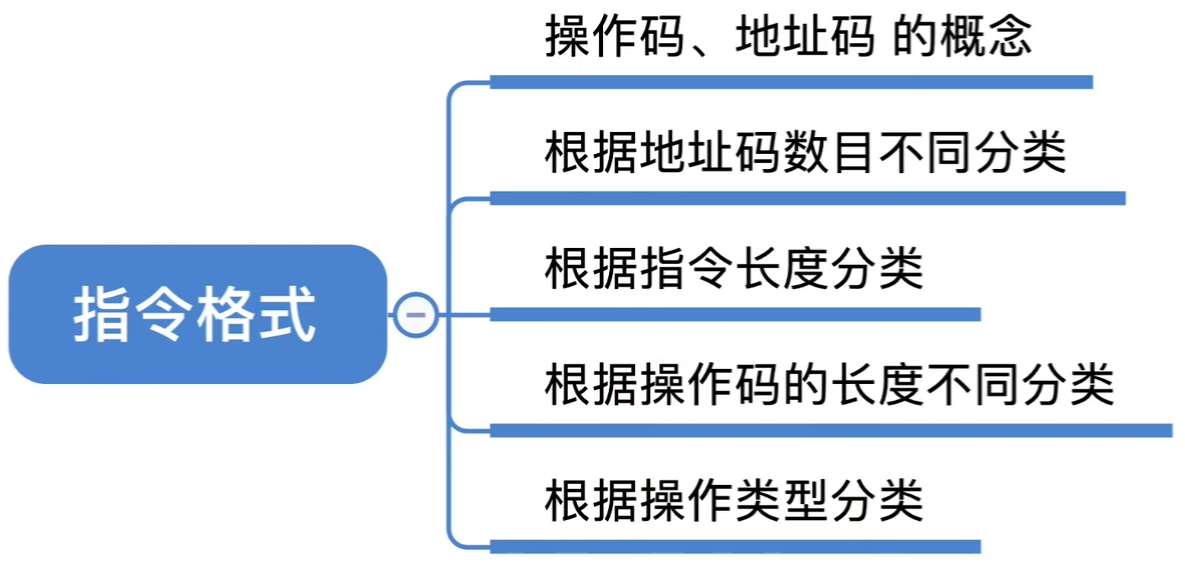 操作码、地址码 的概念
根据地址码数目不同分类
指令格式
根据指令长度分类
根据操作码的长度不同分类
根据操作类型分类